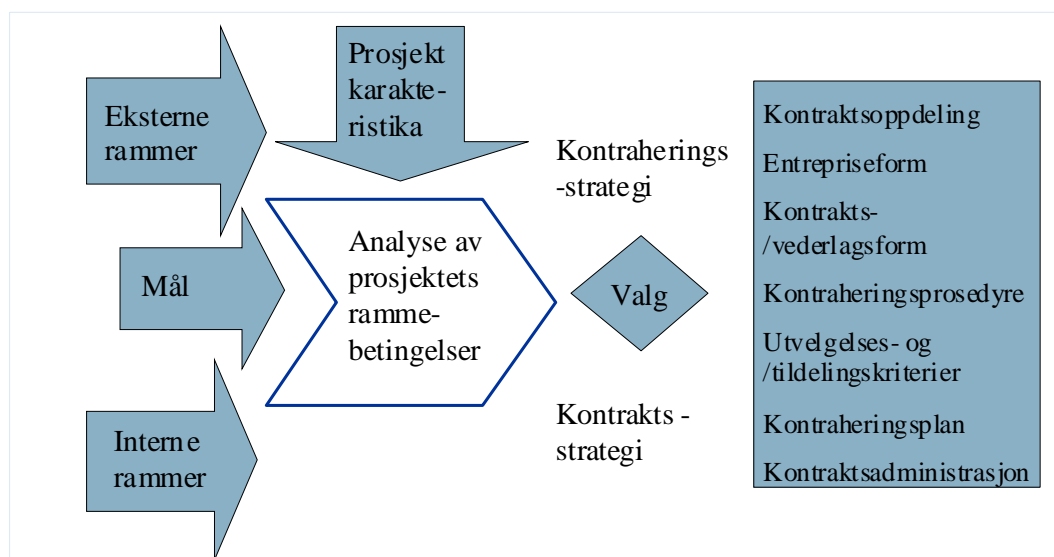 Eksterne
rammer
Prosjekt
karakte-
ristika
Mål
Interne
rammer
Analyse av
prosjektets
ramme-
betingelser
Kontraherings
-strategi
Valg
Kontrakts -
strategi
Kontraktsoppdeling
Entrepriseform
Kontrakts-
/vederlagsform
Kontraheringsprosedyre
Utvelgelses- og
/tildelingskriterier
Kontraheringsplan
Kontraktsadministrasjon